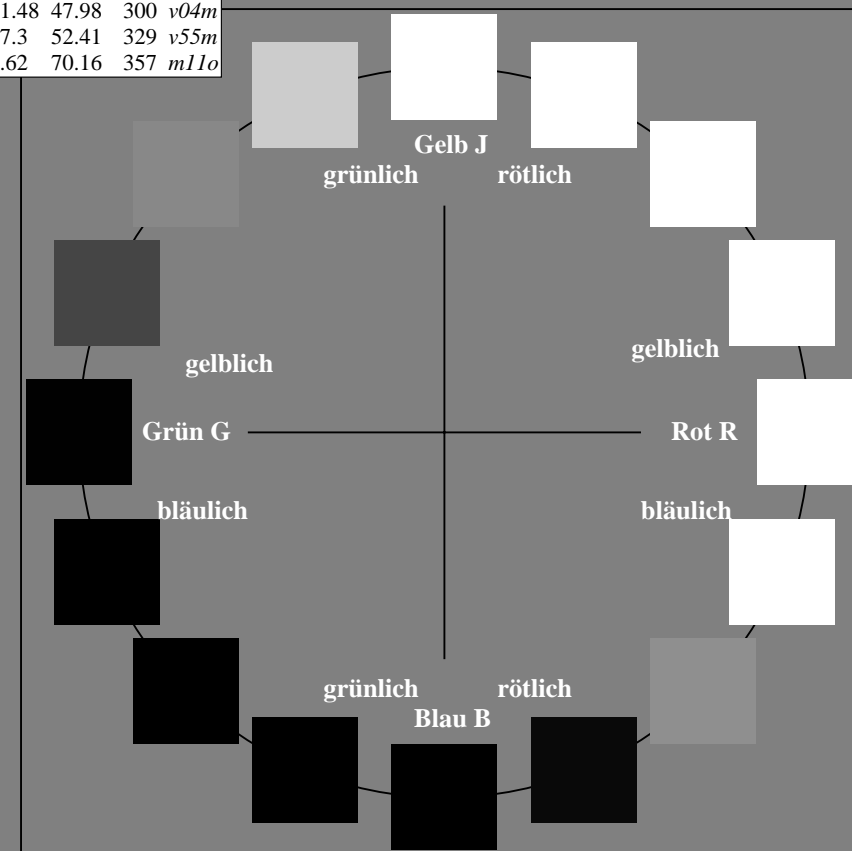 1.48 47.98 300 v04m
7.3 52.41 329 v55m
.62 70.16 357 m11o
Gelb J
grünlich rötlich
gelblich gelblich
Grün G Rot R
bläulich bläulich
grünlich rötlich
Blau B